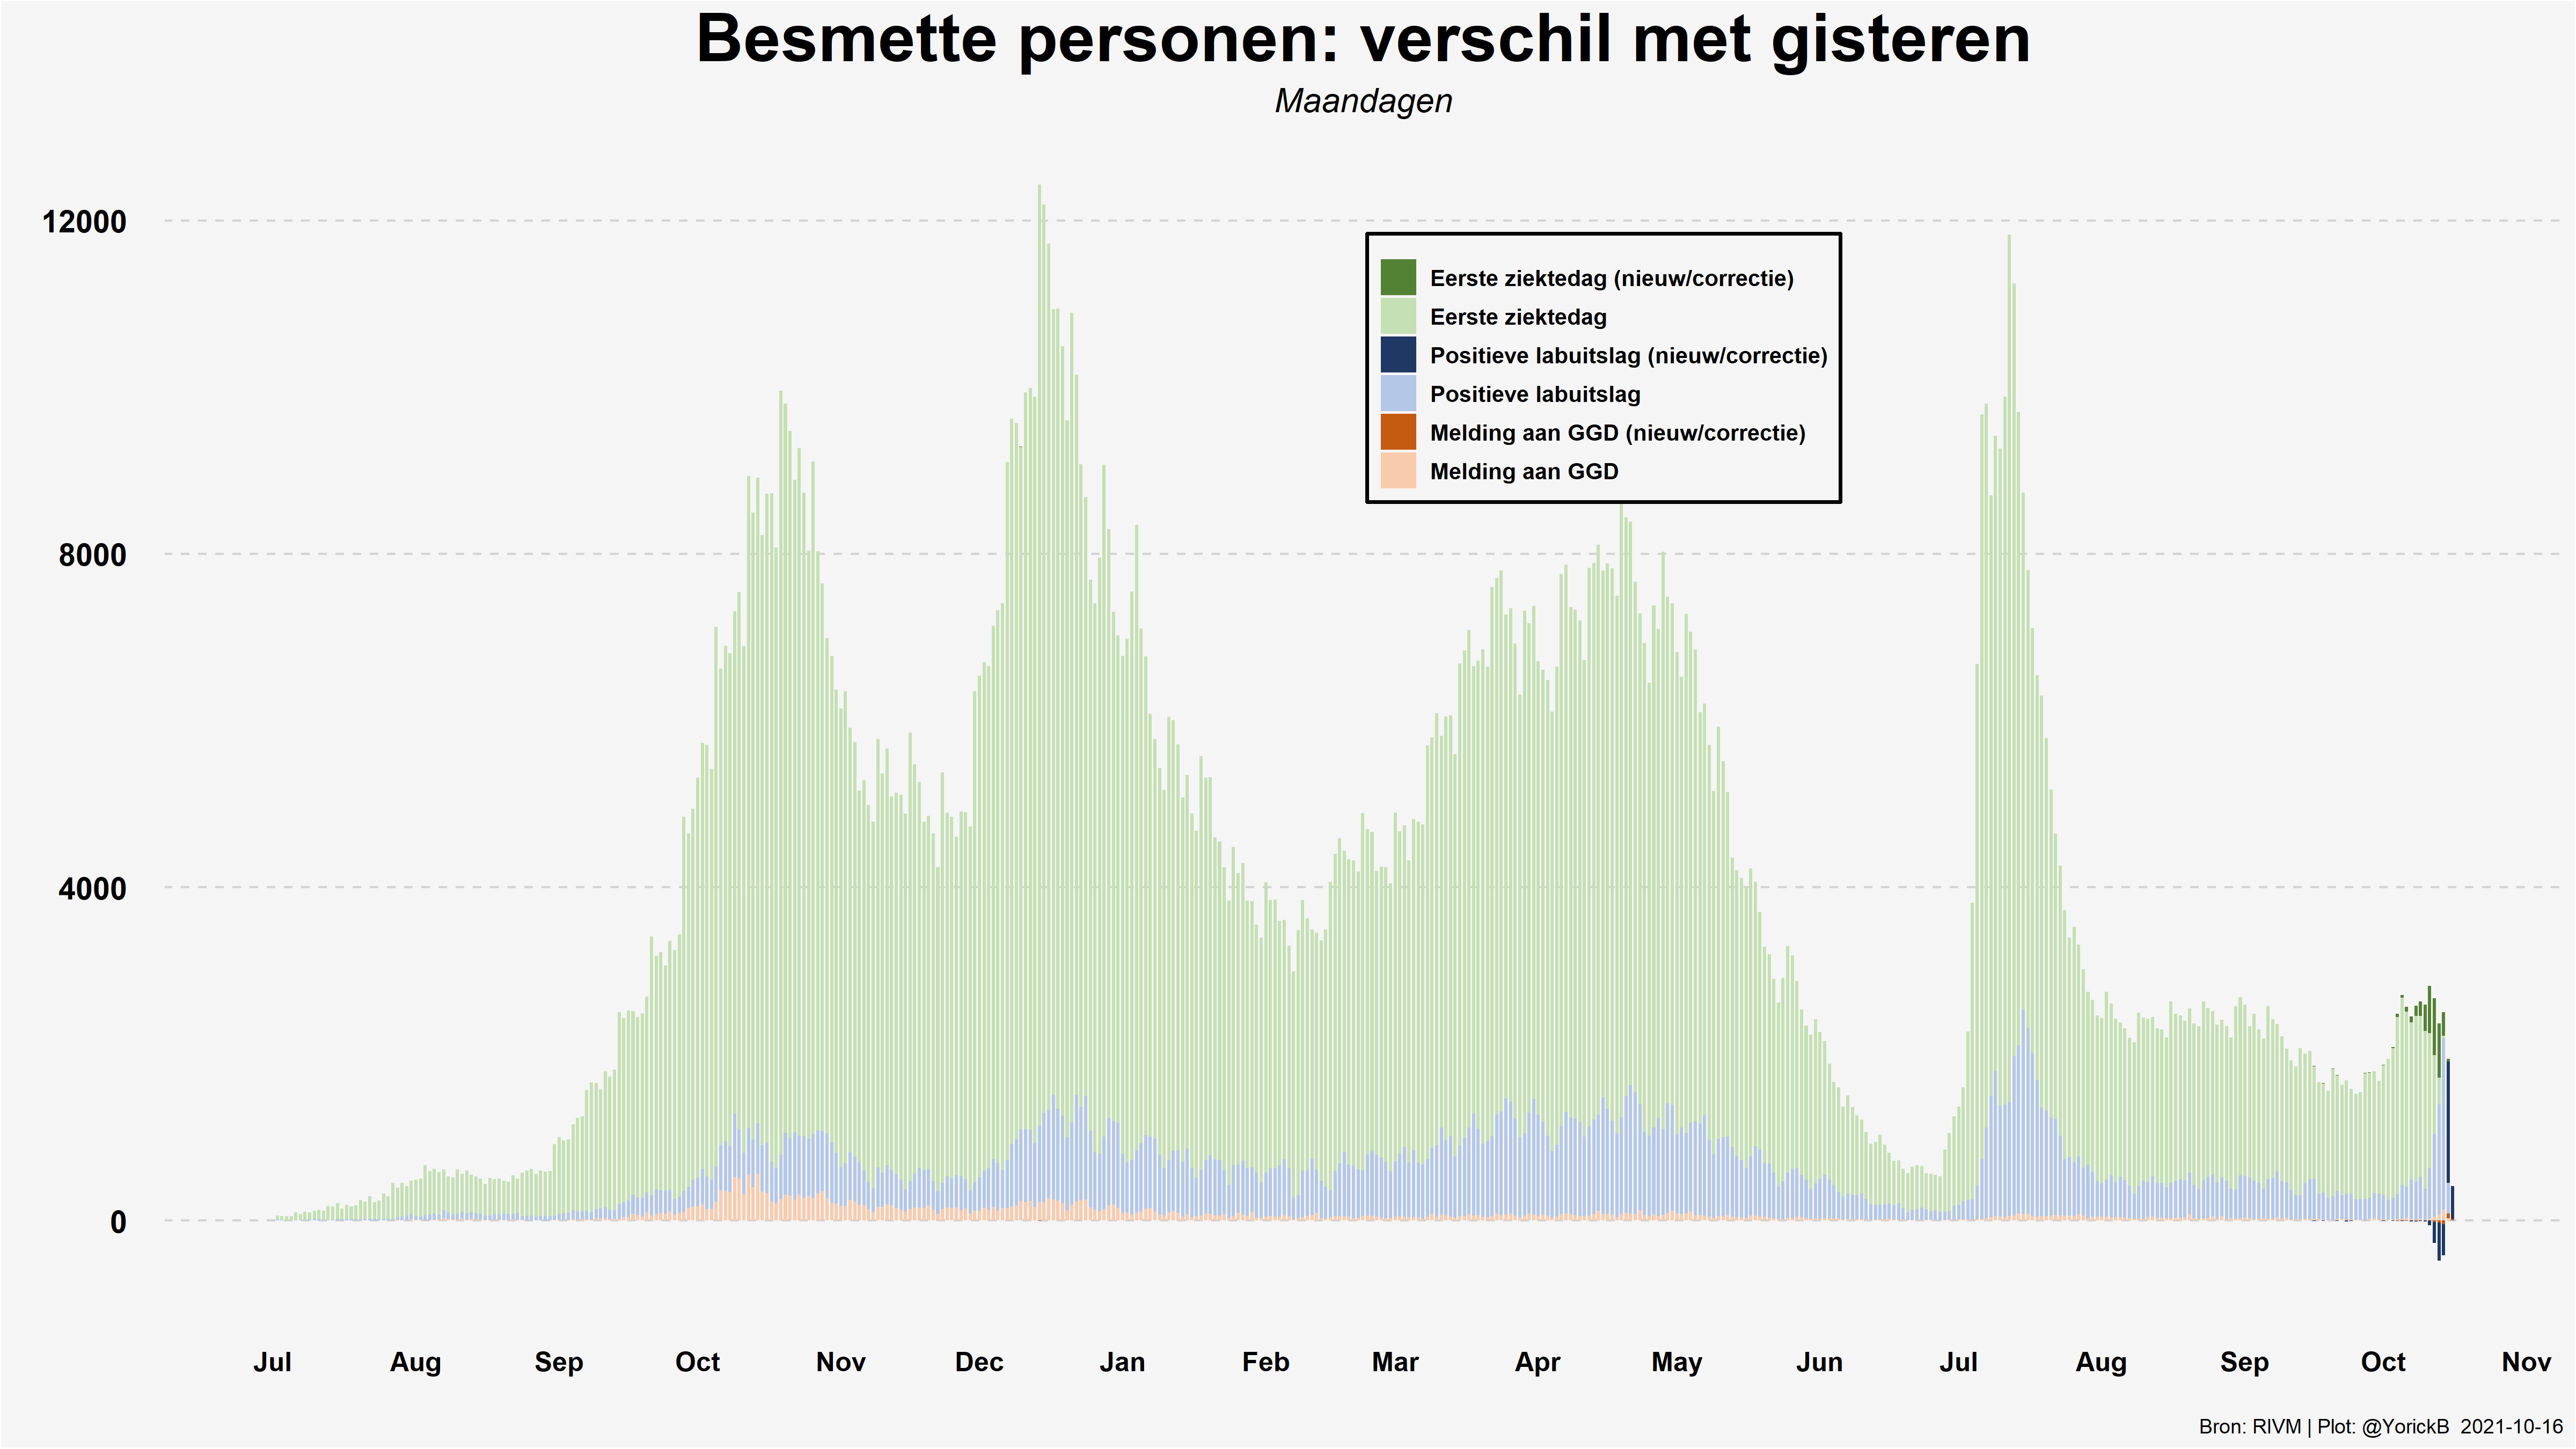 Besmette personen: verschil met gisteren
Maandagen
12000
8000
4000
0
Eerste ziektedag (nieuw/correctie)
Eerste ziektedag
Positieve labuitslag (nieuw/correctie)
Positieve labuitslag
Melding aan GGD (nieuw/correctie)
Melding aan GGD
Jul Aug Sep Oct Nov Dec Jan Feb Mar Apr May Jun Jul Aug Sep Oct Nov
Bron: RIVM | Plot: @YorickB 2021-10-16